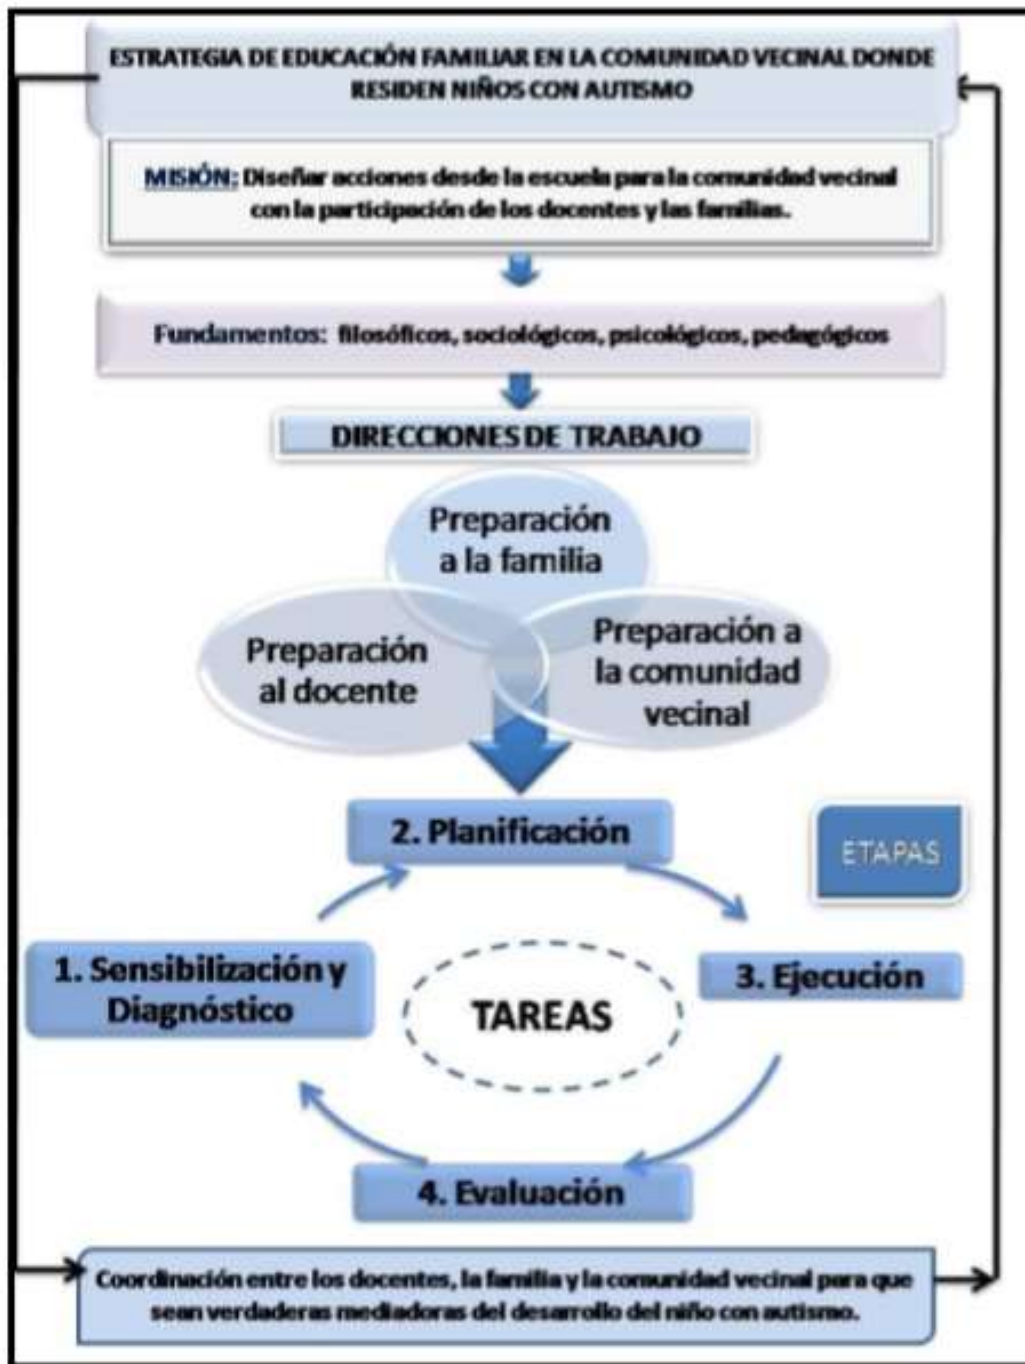 ESTRATEGIA DE EDUCACIÓN FAMILIAR EN LA COMUNIDAD VECINAL DONDE
RESIDEN NIÑOS CON AUTISMO
MISIÓN: Diseñar acciones desde la escuela para la comunidad vecinal
con la participación de los docentes y las familias.
Fundamentos: filosóficos, sociológicos, psicológicos, pedagógicos
DIRECCIONES DE TRABAJO
Preparación
a la familia
Preparación
al docente
Preparación a
la comunidad
vecinal
2. Planificación
ETAPAS
1. Sensibilización y
Diagnóstico
TAREAS
3. Ejecución
4. Evaluación
Coordinación entre los docentes, la familia y la comunidad vecinal para que
sean verdaderas mediadoras del desarrollo del niño con autismo.